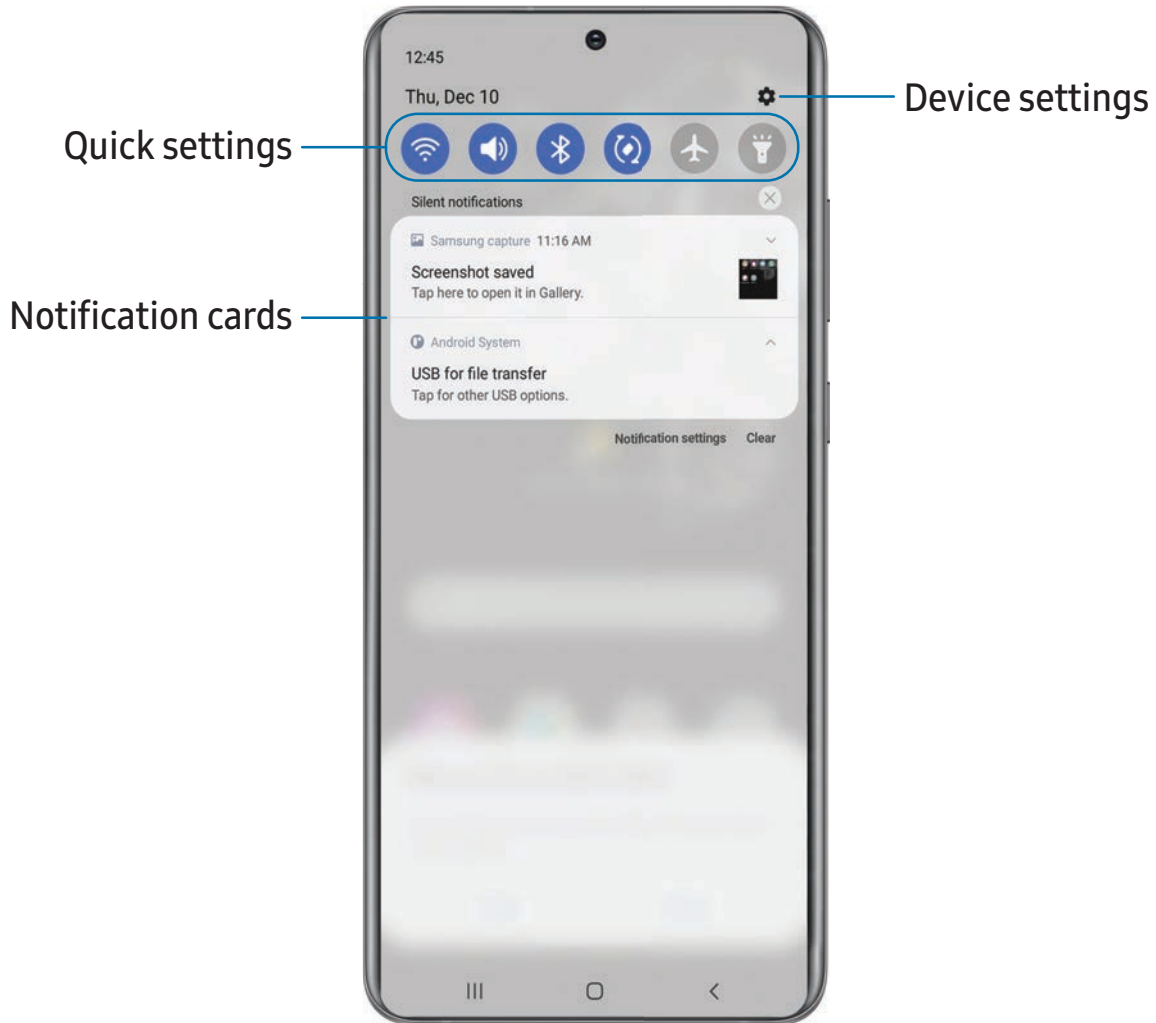 12:45
Thu, Dec 10
Device settings
Quick settings
Silent notifications
Samsung capture 11:16 AM
Screenshot saved
Tap here to open it in Gallery.
Notification cards
Android System
USB for file transfer
Tap for other USB options.
Notification settings Clear